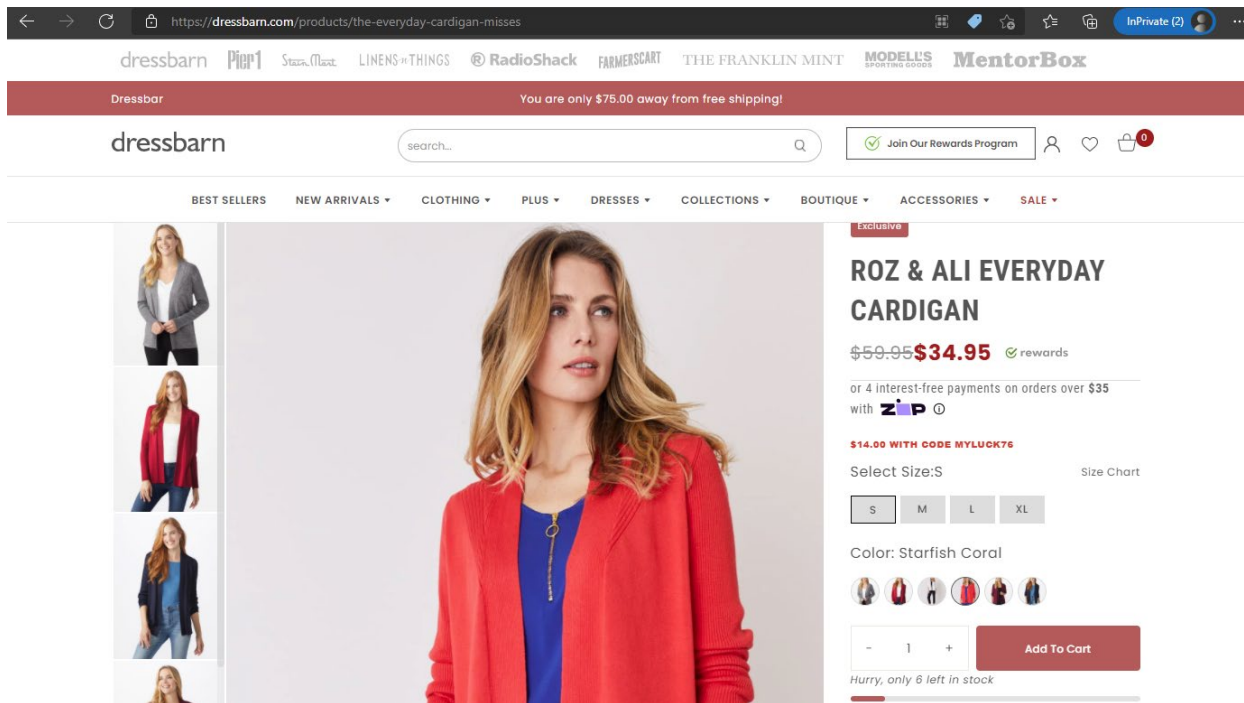 https://dressbarn.com/products/the-everyday-cardigan-misses
InPrivate (2)
dressbarn Pier1 Stein Mart LINENS n THINGS ® RadioShack FARMERSCART THE FRANKLIN MINT MODELL'S SPORTING GOODS MentorBox
Dressbar
You are only $75.00 away from free shipping!
dressbarn
search...
Join Our Rewards Program
0
BEST SELLERS NEW ARRIVALS CLOTHING PLUS DRESSES COLLECTIONS BOUTIQUE ACCESSORIES SALE
Exclusive
ROZ & ALI EVERYDAY
CARDIGAN
$59.95 $34.95 rewards
or 4 interest-free payments on orders over $35
with ZIP
$14.00 WITH CODE MYLUCK76
Select Size:S Size Chart
S M L XL
Color: Starfish Coral
- 1 + Add To Cart
Hurry, only 6 left in stock